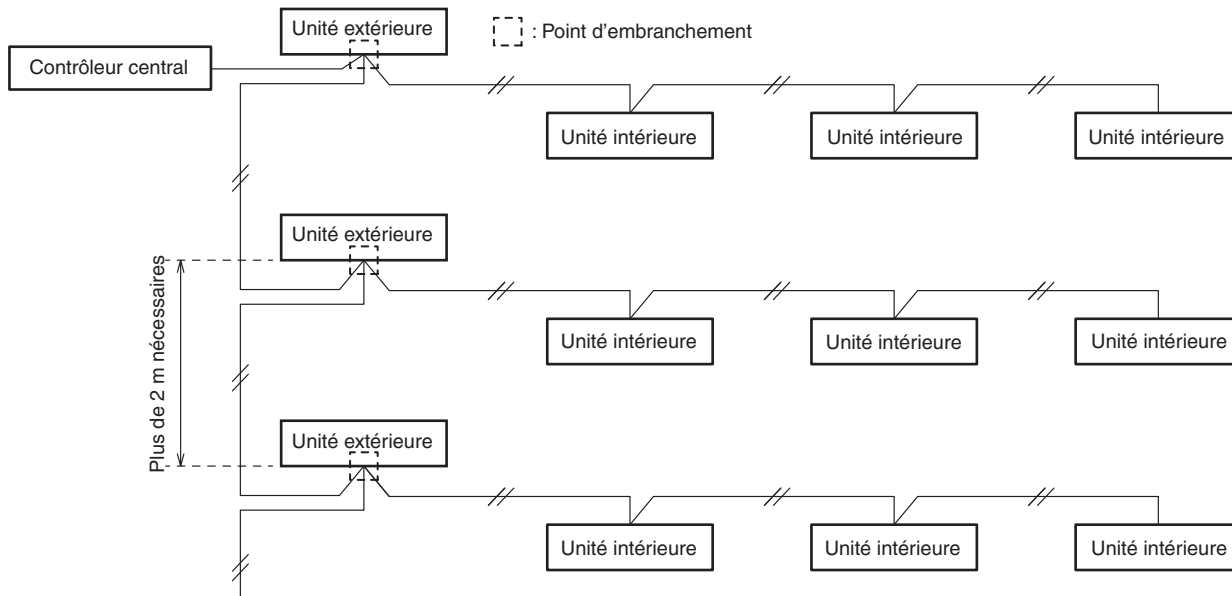 Unité extérieure
: Point d'embranchement
Contrôleur central
Unité intérieure
Unité intérieure
Unité intérieure
Unité extérieure
Plus de 2 m nécessaires
Unité intérieure
Unité intérieure
Unité intérieure
Unité extérieure
Unité intérieure
Unité intérieure
Unité intérieure